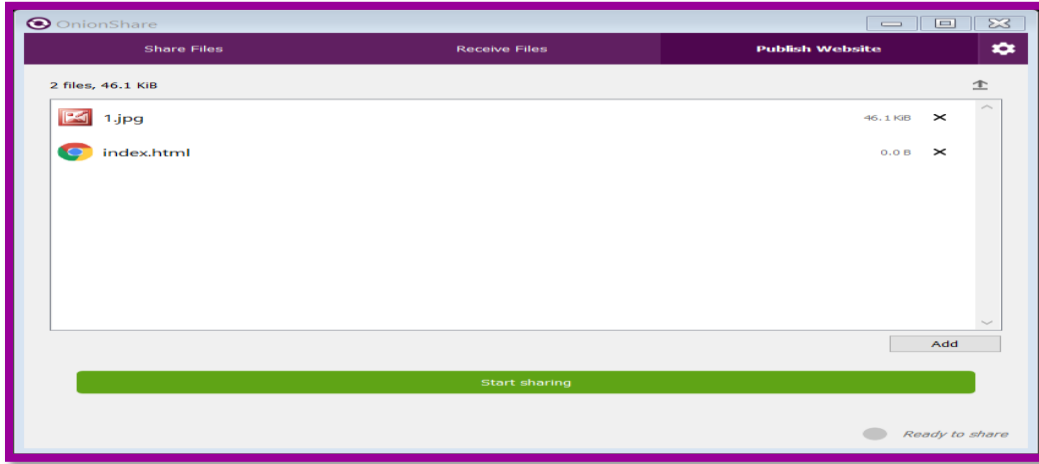 OnionShare
Share Files Receive Files Publish Website
2 files, 46.1 KiB
1.jpg 46.1 KiB
index.html 0.0 B
Add
Start sharing
Ready to share